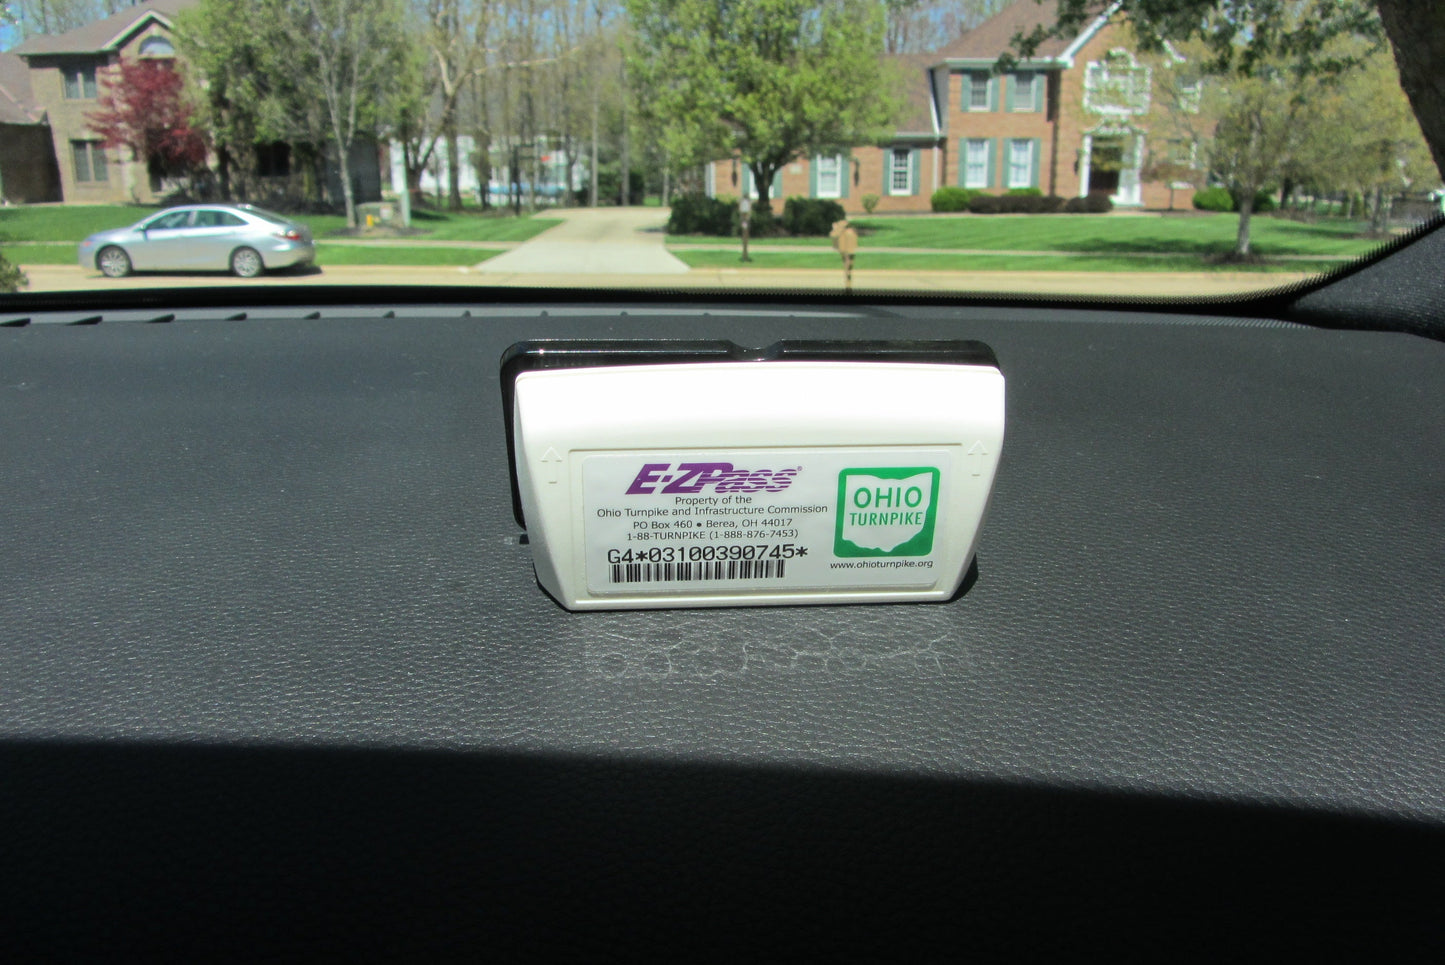 E-ZPass®
Property of the
Ohio Turnpike and Infrastructure Commission
PO Box 460 • Berea, OH 44017
1-88-TURNPIKE (1-888-876-7453)
G4*03100390745*
OHIO
TURNPIKE
www.ohioturnpike.org